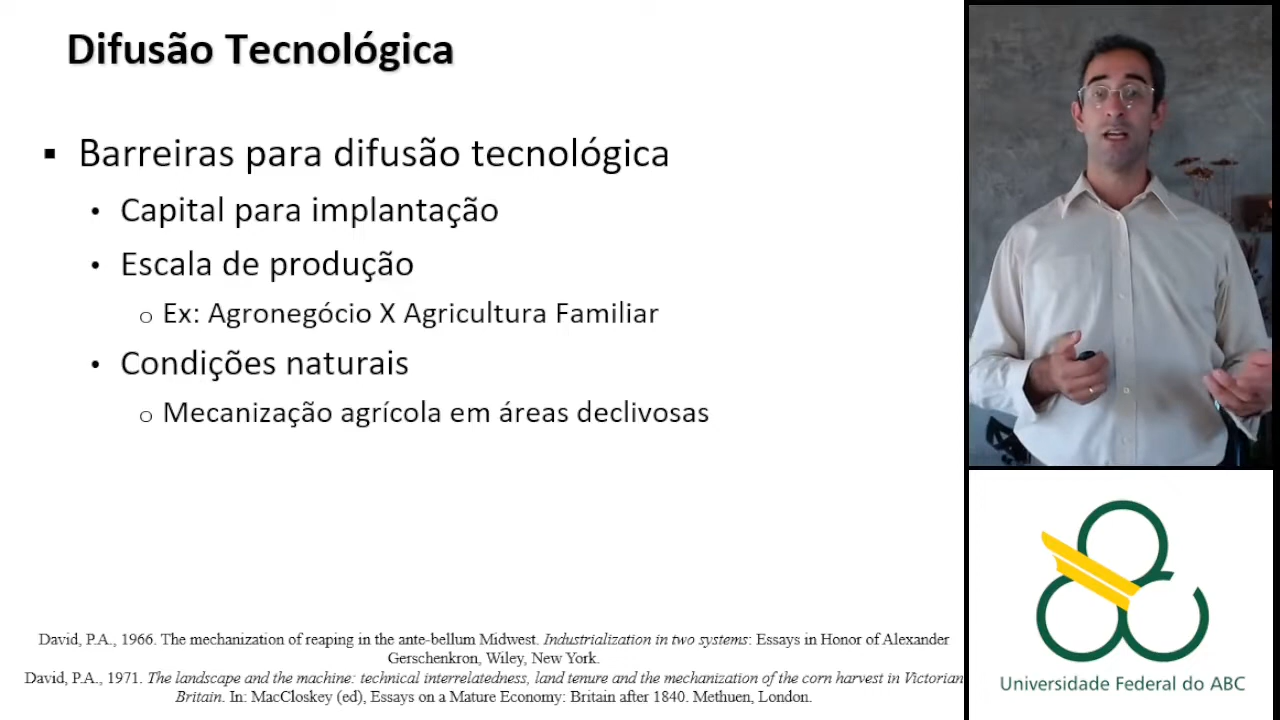 Difusão Tecnológica
▪ Barreiras para difusão tecnológica
• Capital para implantação
• Escala de produção
o Ex: Agronegócio X Agricultura Familiar
• Condições naturais
o Mecanização agrícola em áreas declivosas
David, P.A., 1966. The mechanization of reaping in the ante-bellum Midwest. Industrialization in two systems: Essays in Honor of Alexander
Gerschenkron, Wiley, New York.
David, P.A., 1971. The landscape and the machine: technical interrelatedness, land tenure and the mechanization of the corn harvest in Victorian
Britain. In: MacCloskey (ed), Essays on a Mature Economy: Britain after 1840. Methuen, London.
Universidade Federal do ABC